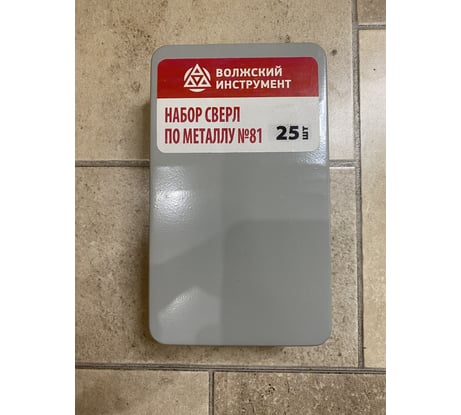 ВОЛЖСКИЙ
ИНСТРУМЕНТ
НАБОР СВЕРЛ
ПО МЕТАЛЛУ №81 25 ШТ